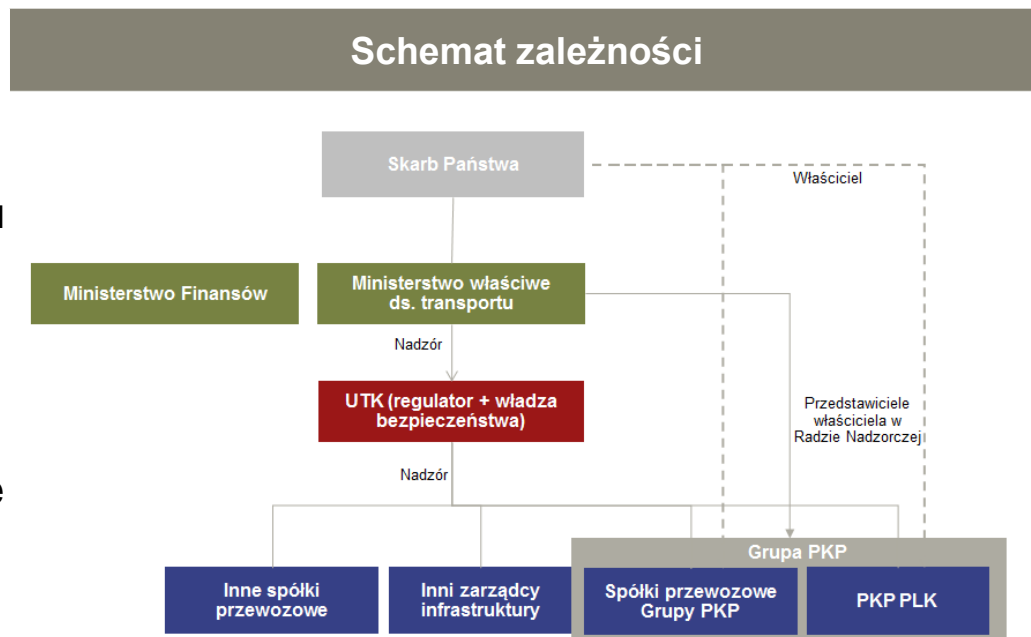 Schemat zależności
Skarb Państwa
Właściciel
Ministerstwo Finansów
Ministerstwo właściwe
ds. transportu
Nadzór
UTK (regulator + władza
bezpieczeństwa)
Przedstawiciele
właściciela w
Radzie Nadzorczej
Nadzór
Grupa PKP
Inne spółki
przewozowe
Inni zarządcy
infrastruktury
Spółki przewozowe
Grupy PKP
PKP PLK